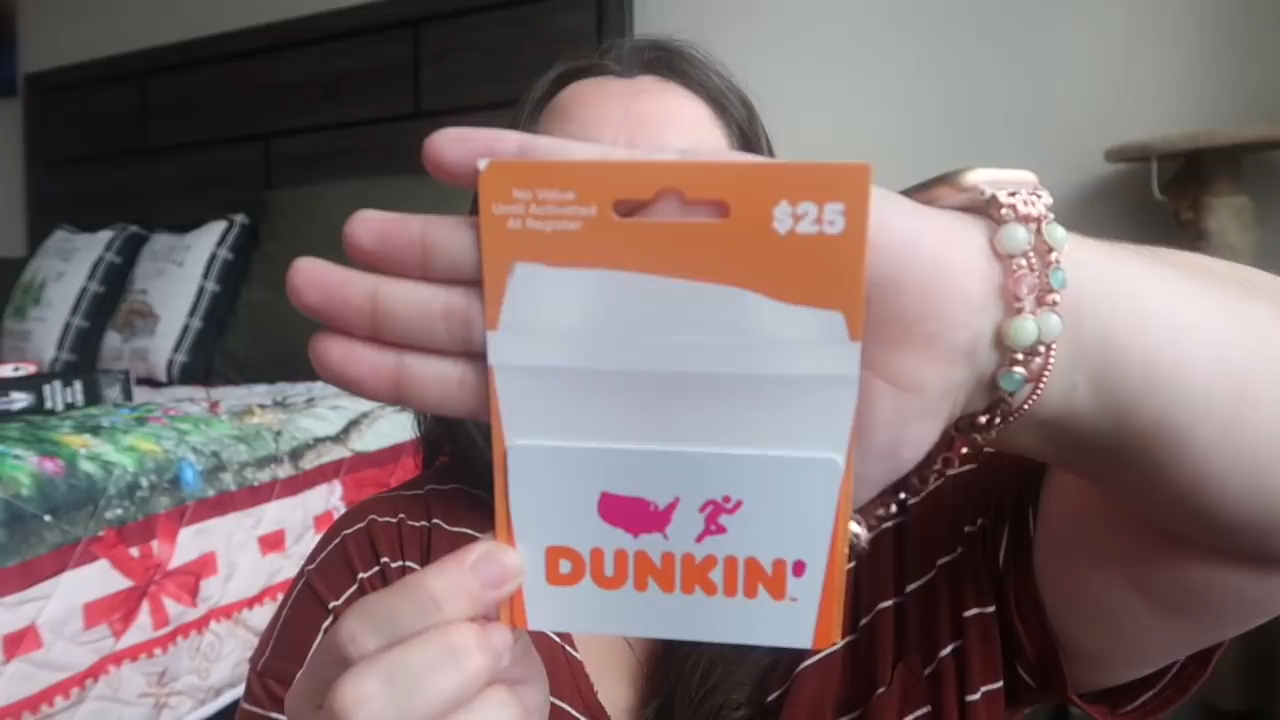 No Value
Until Activated
At Register
$25
DUNKIN'